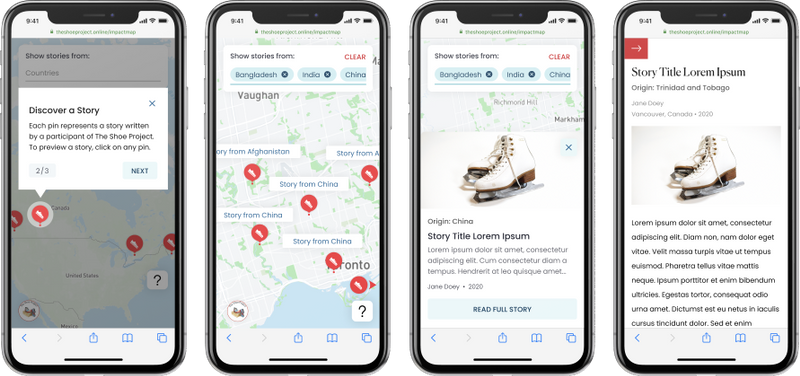 9:41
theshoeproject.online/impactmap
Show stories from:
Countries
Discover a Story
Each pin represents a story written
by a participant of The Shoe Project.
To preview a story, click on any pin.
2/3
NEXT
Canada
United States
Mexico
?
9:41
theshoeproject.online/impactmap
Show stories from:
CLEAR
Bangladesh
India
China
Vaughan
ory from Afghanistan
Story from A
Story from China
Story from China
Story from China
Toronto
?
9:41
theshoeproject.online/impactmap
Show stories from:
CLEAR
Bangladesh
India
China
Richmond Hill
Markham
Origin: China
Story Title Lorem Ipsum
Lorem ipsum dolor sit amet, consectetur
adipiscing elit. Cum consectetur diam a
tempus. Hendrerit at leo quisque amet...
Jane Doey • 2020
READ FULL STORY
9:41
theshoeproject.online/impactmap
Story Title Lorem Ipsum
Origin: Trinidad and Tobago
Jane Doey
Vancouver, Canada • 2020
Lorem ipsum dolor sit amet, consectetur
adipiscing elit. Diam non, nam dolor eget
vitae. Velit massa turpis vitae ut tempus
euismod. Pharetra tellus vitae mattis
neque. Ipsum porttitor et enim bibendum
ultricies. Egestas tortor, consequat odio
urna amet. Dictumst est eu netus in iaculis
cursus tincidunt dolor. Sed et enim